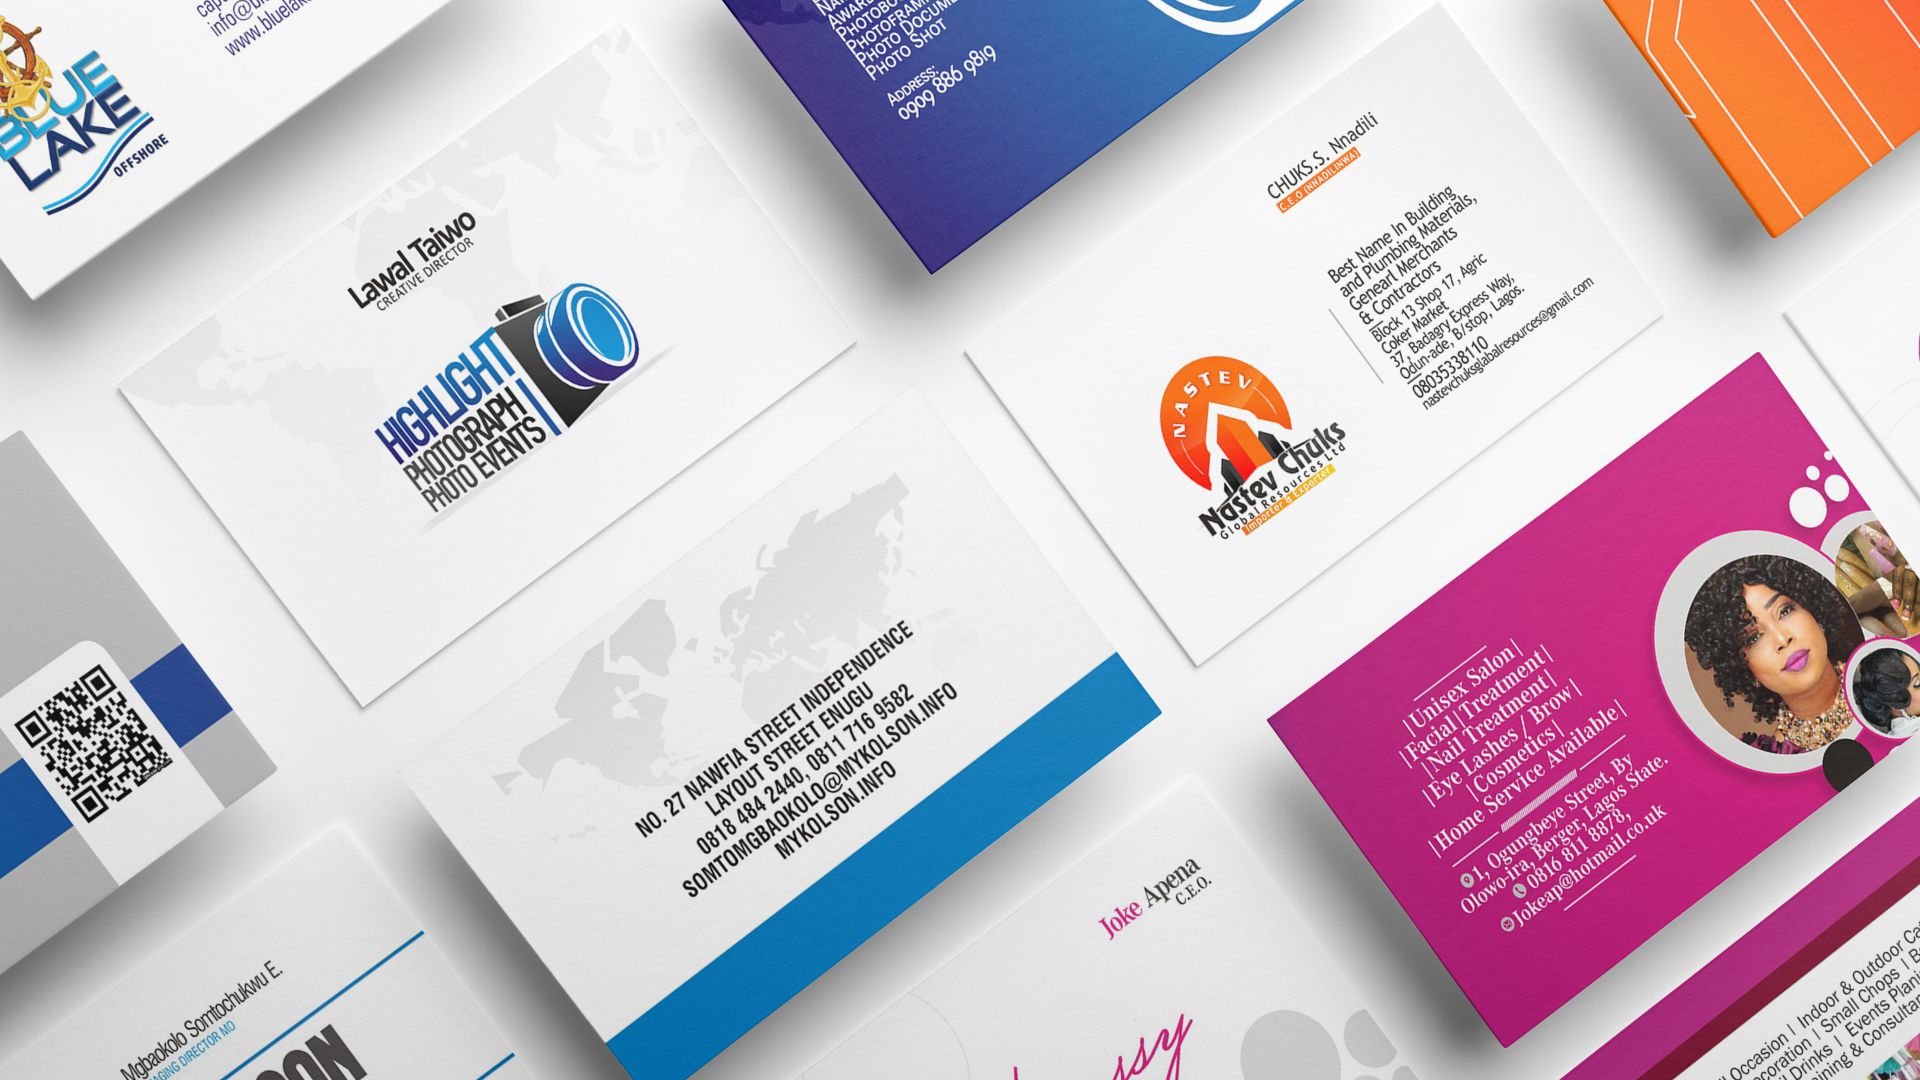 www.bluelak
BLUE
LAKE
OFFSHORE
Lawal Taiwo
CREATIVE DIRECTOR
HIGHLIGHT
PHOTOGRAPH
PHOTO EVENTS
PHOTO DOCUM
PHOTO SHOT
ADDRESS:
0909 886 9819
CHUKS.S. Nnadili
C.E.O (NNADILINWA)
Best Name In Building
and Plumbing Materials,
Genearl Merchants
& Contractors
Block 13 Shop 17, Agric
Coker Market
37, Badagry Express Way,
Odun-ade, B/stop, Lagos.
08035338110
nastevchuksglabalresources@gmail.com
NASTEV
Nastev Chuks
Global Resources Ltd
Importer & Exporter
NO. 27 NAWFIA STREET INDEPENDENCE
LAYOUT STREET ENUGU
0818 484 2440, 0811 716 9582
SOMTOMGBAOKOLO@MYKOLSON.INFO
MYKOLSON.INFO
|Unisex Salon|
|Facial|Treatment|
|Nail Treatment|
|Eye Lashes / Brow|
|Cosmetics|
|Home Service Available|
1, Ogungbeye Street, By
Olowo-ira, Berger, Lagos State.
0816 811 8878,
Jokeap@hotmail.co.uk
Mgbaokolo Somtochukwu E.
AGING DIRECTOR MD
SON
Joke Apena
C.E.O.
ssy
Occasion | Indoor & Outdoor Ca
coration | Small Chops | B
Drinks | Events Plan
ining & Consultan